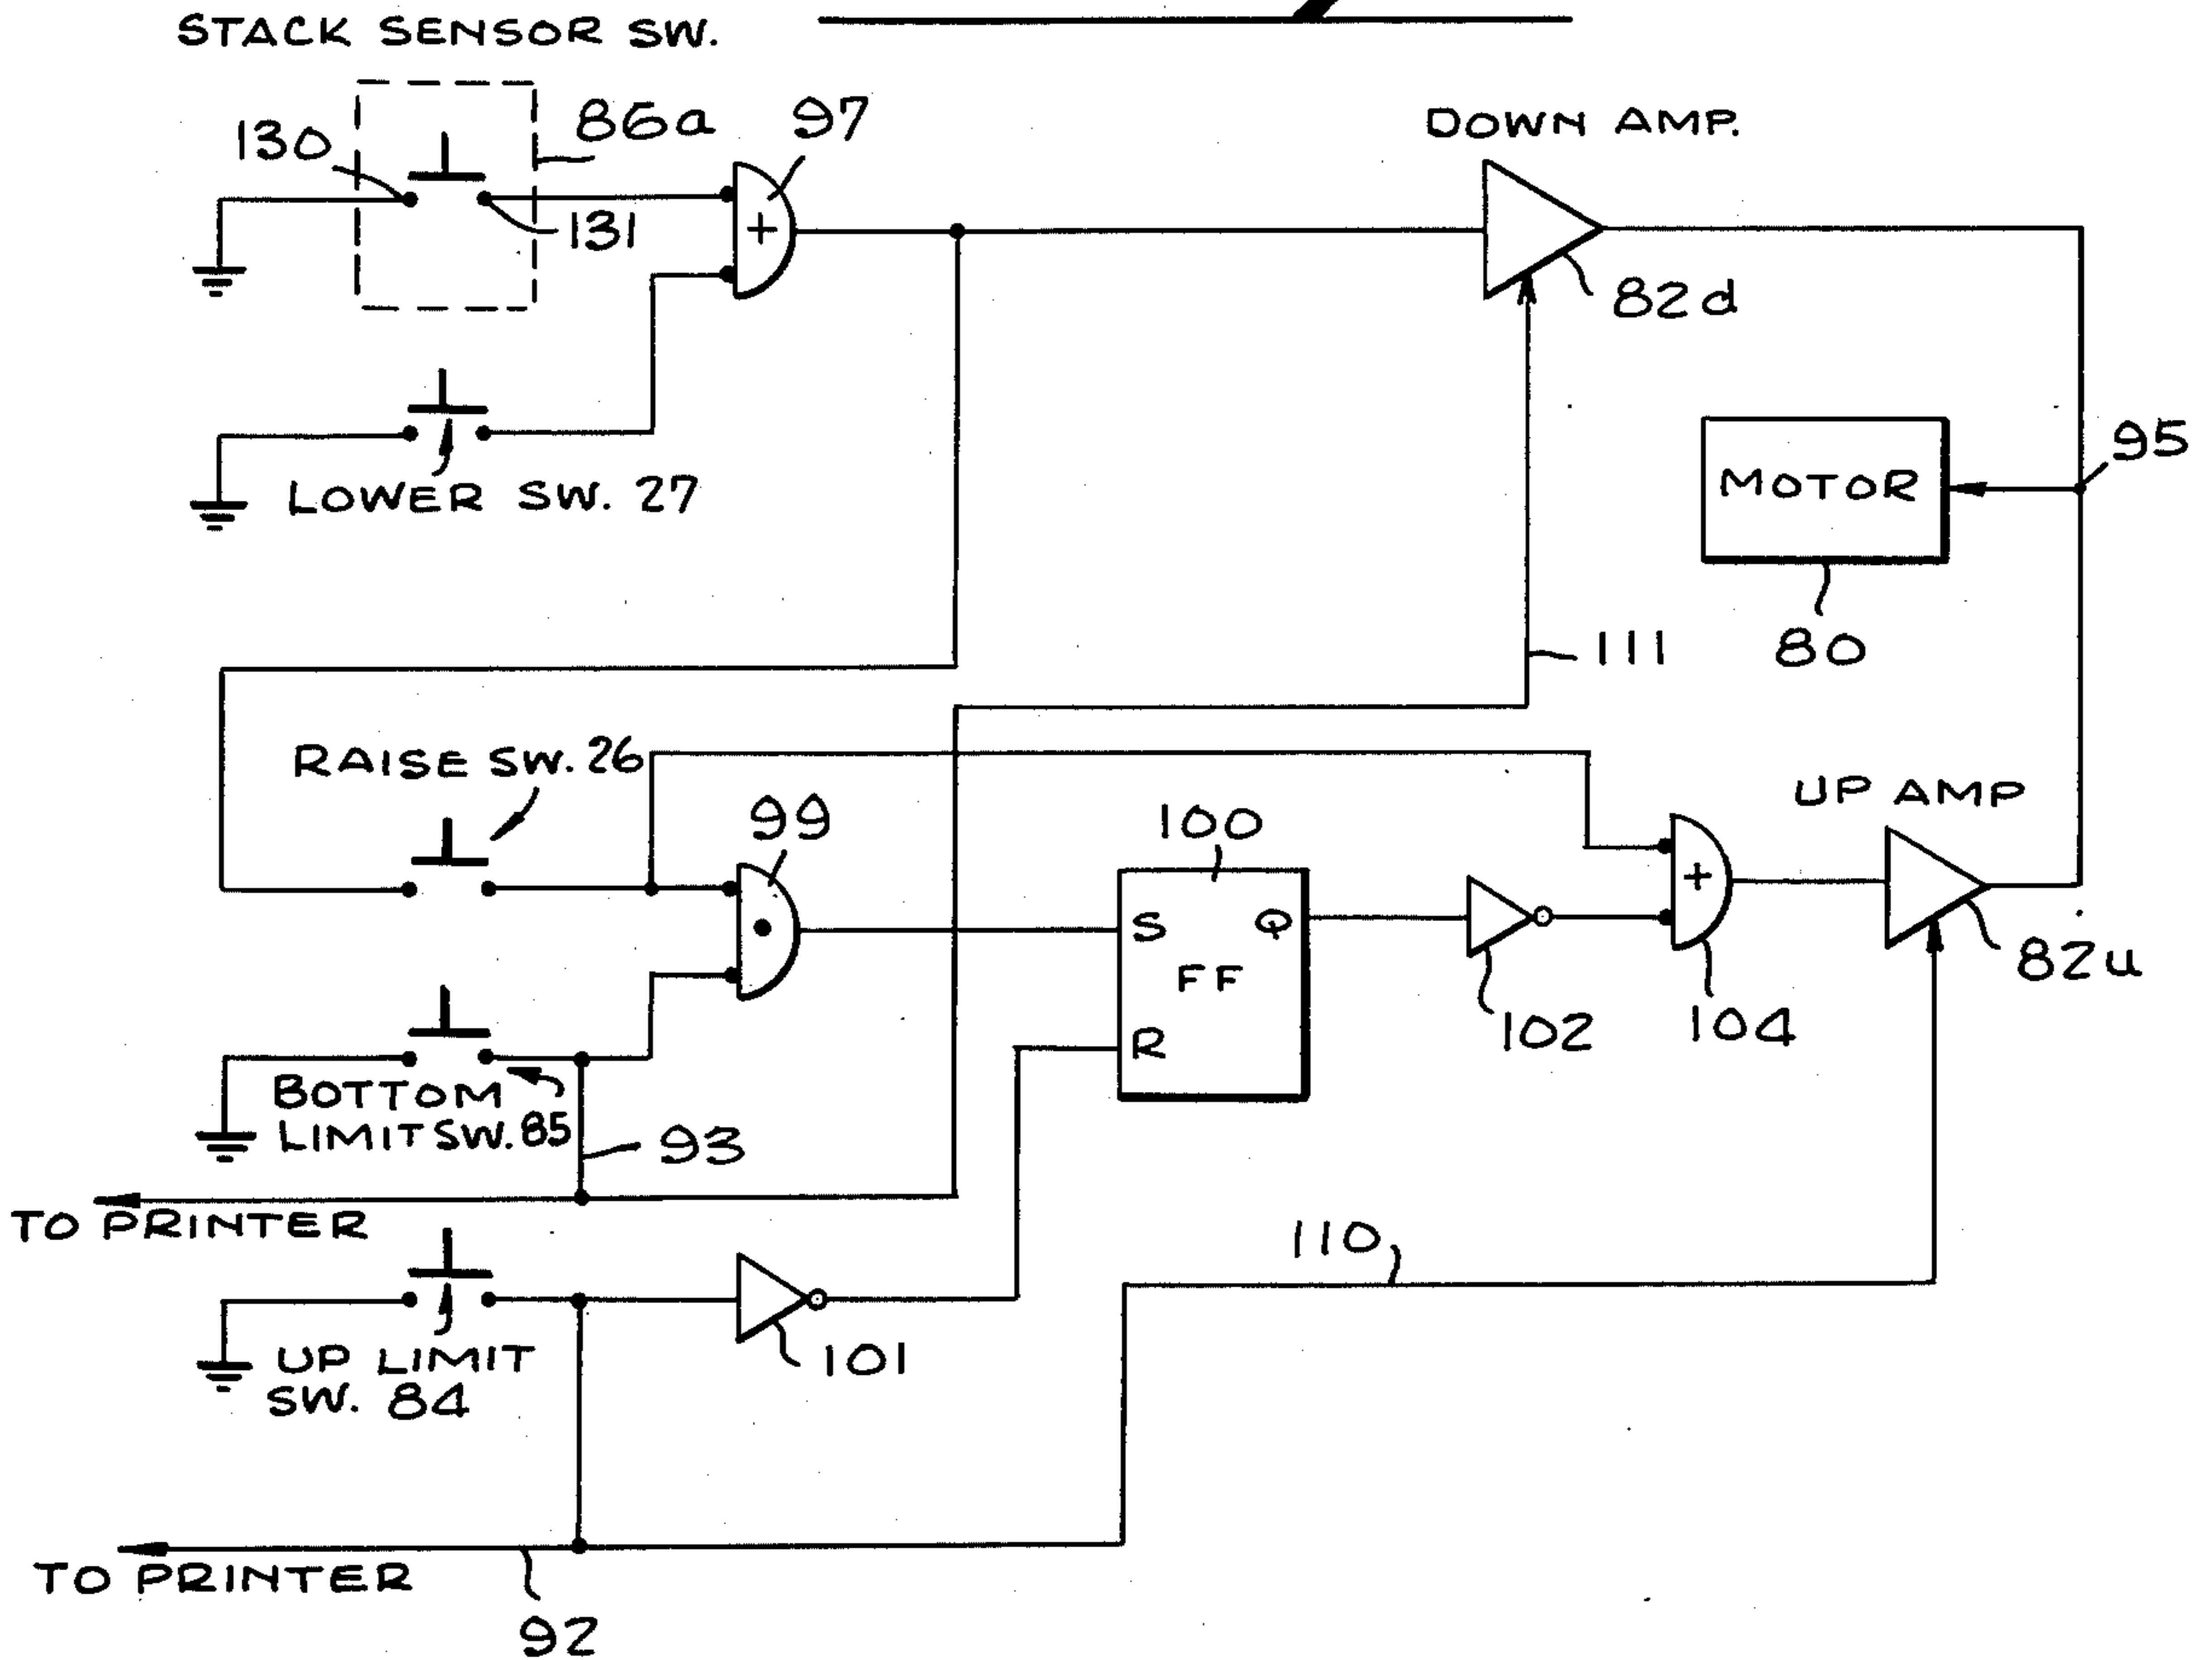 STACK SENSOR SW.
130
86a
97
131
DOWN AMP.
82d
LOWER SW. 27
MOTOR
95
80
111
RAISE SW. 26
99
100
UP AMP
S
Q
FF
R
+
+
102
104
82u
BOTTOM
LIMIT SW. 85
93
TO PRINTER
110
UP LIMIT
SW. 84
101
TO PRINTER
92